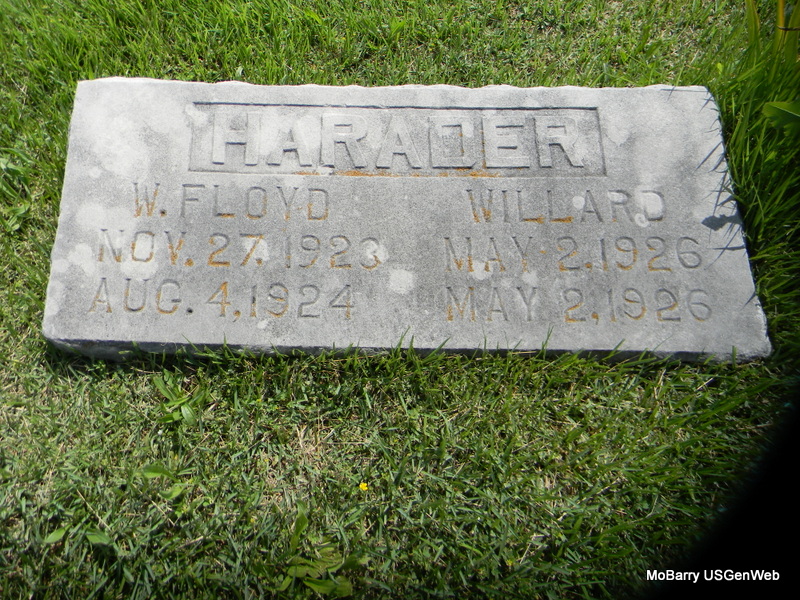 HARADER
W. FLOYD
NOV. 27, 1923
AUG. 4, 1924
WILLARD
MAY 2, 1926
MAY 2, 1926
MoBarry USGenWeb